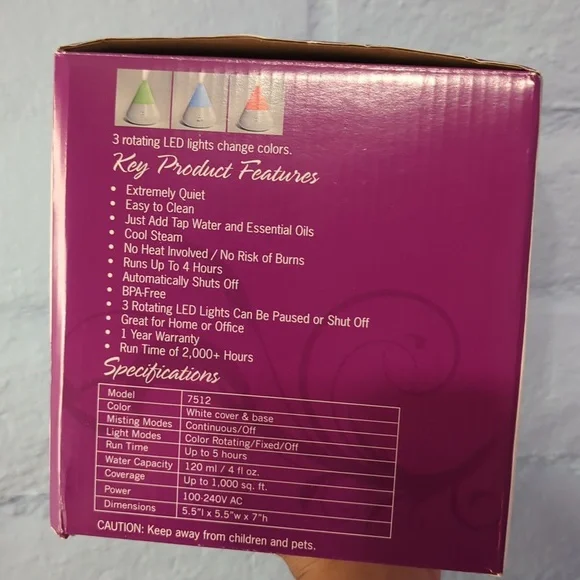 3 rotating LED lights change colors.
Key Product Features
• Extremely Quiet
• Easy to Clean
• Just Add Tap Water and Essential Oils
• Cool Steam
• No Heat Involved / No Risk of Burns
• Runs Up To 4 Hours
• Automatically Shuts Off
• BPA-Free
• 3 Rotating LED Lights Can Be Paused or Shut Off
• Great for Home or Office
• 1 Year Warranty
• Run Time of 2,000+ Hours
Specifications
Model 7512
Color White cover & base
Misting Modes Continuous/Off
Light Modes Color Rotating/Fixed/Off
Run Time Up to 5 hours
Water Capacity 120 ml / 4 fl oz.
Coverage Up to 1,000 sq. ft.
Power 100-240V AC
Dimensions 5.5"l x 5.5"w x 7"h
CAUTION: Keep away from children and pets.